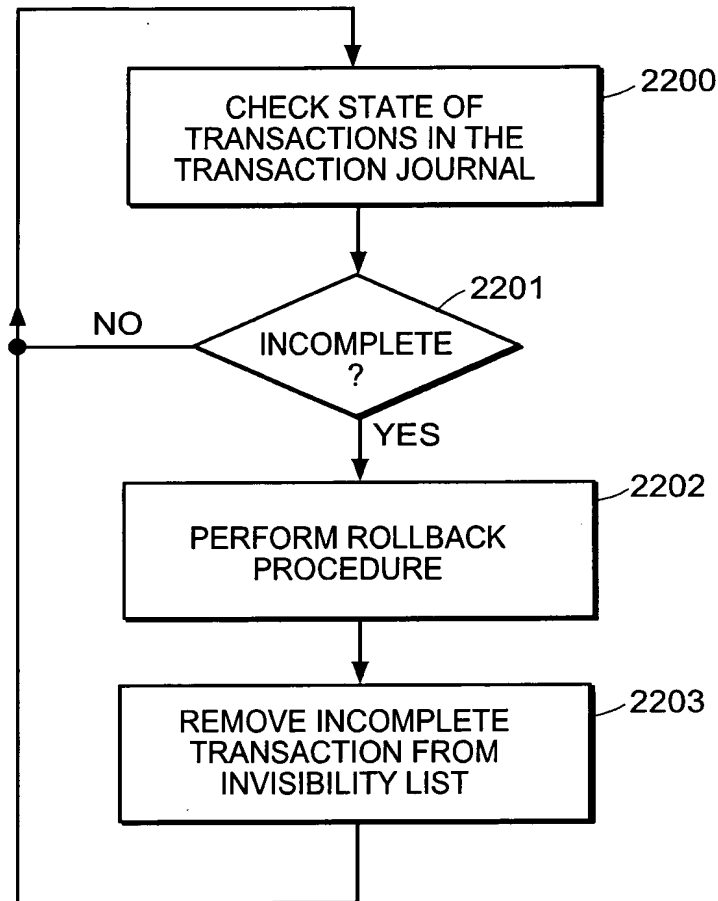 CHECK STATE OF
TRANSACTIONS IN THE
TRANSACTION JOURNAL
2200
2201
INCOMPLETE
?
NO
YES
2202
PERFORM ROLLBACK
PROCEDURE
2203
REMOVE INCOMPLETE
TRANSACTION FROM
INVISIBILITY LIST